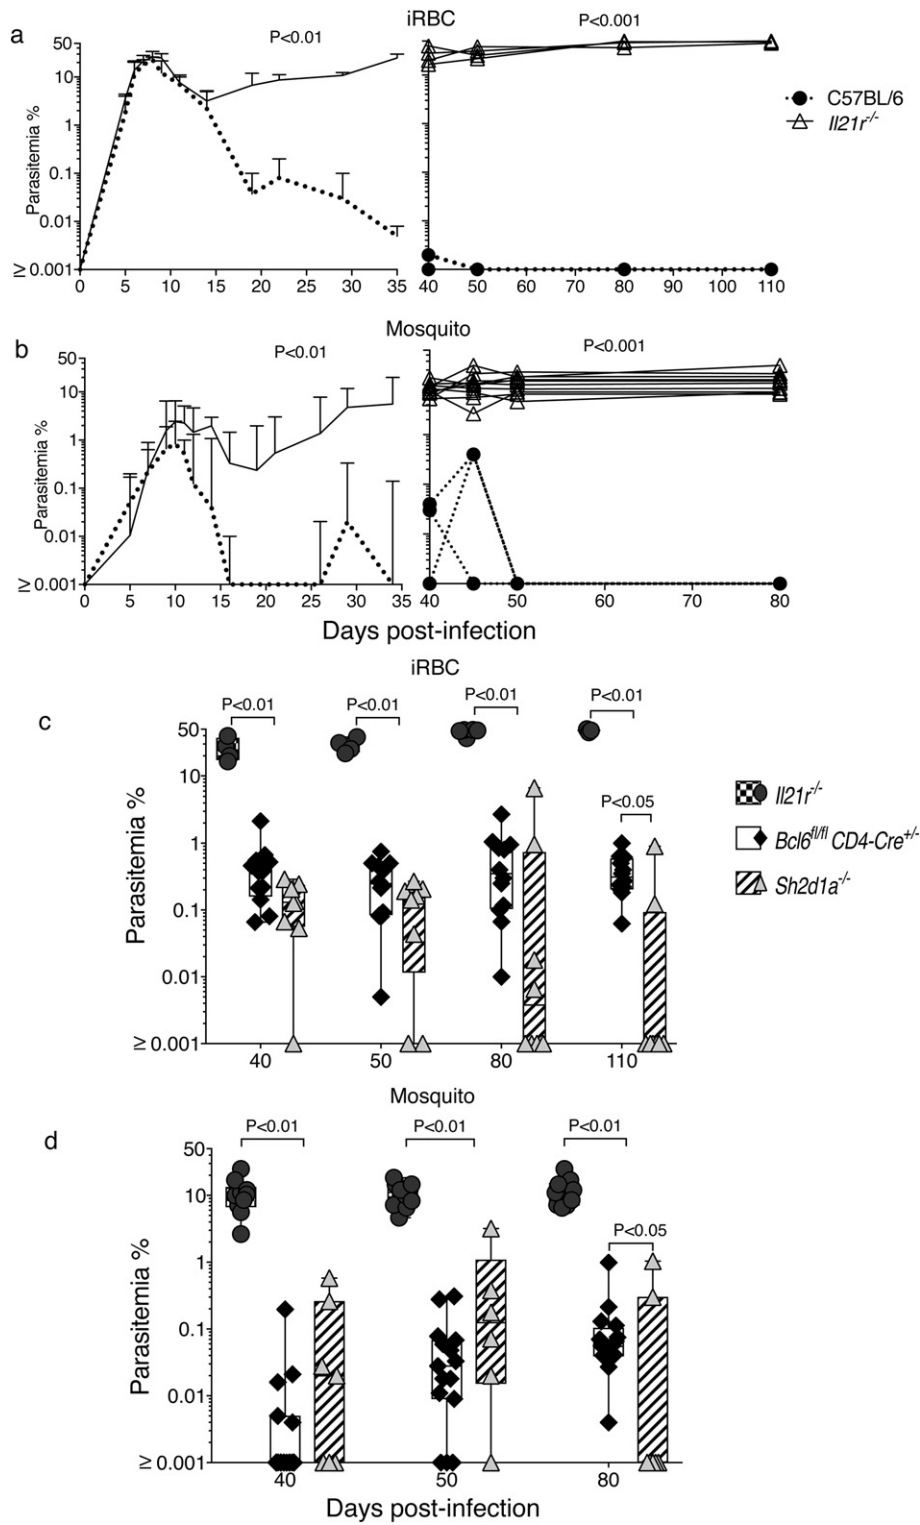 iRBC
a
P<0.01
P<0.001
50
10
1
0.1
0.01
≥ 0.001
Parasitemia %
0 5 10 15 20 25 30 35
40 50 60 70 80 90 100 110
C57BL/6
Il21r-/-
Mosquito
b
P<0.01
P<0.001
50
10
1
0.1
0.01
≥ 0.001
Parasitemia %
0 5 10 15 20 25 30 35
40 50 60 70 80
Days post-infection
iRBC
c
P<0.01 P<0.01 P<0.01 P<0.01
50
10
1
0.1
0.01
≥ 0.001
Parasitemia %
P<0.05
40 50 80 110
Il21r-/-
Bcl6fl/fl CD4-Cre+/-
Sh2d1a-/-
Mosquito
d
P<0.01 P<0.01 P<0.01
50
10
1
0.1
0.01
≥ 0.001
Parasitemia %
P<0.05
40 50 80
Days post-infection